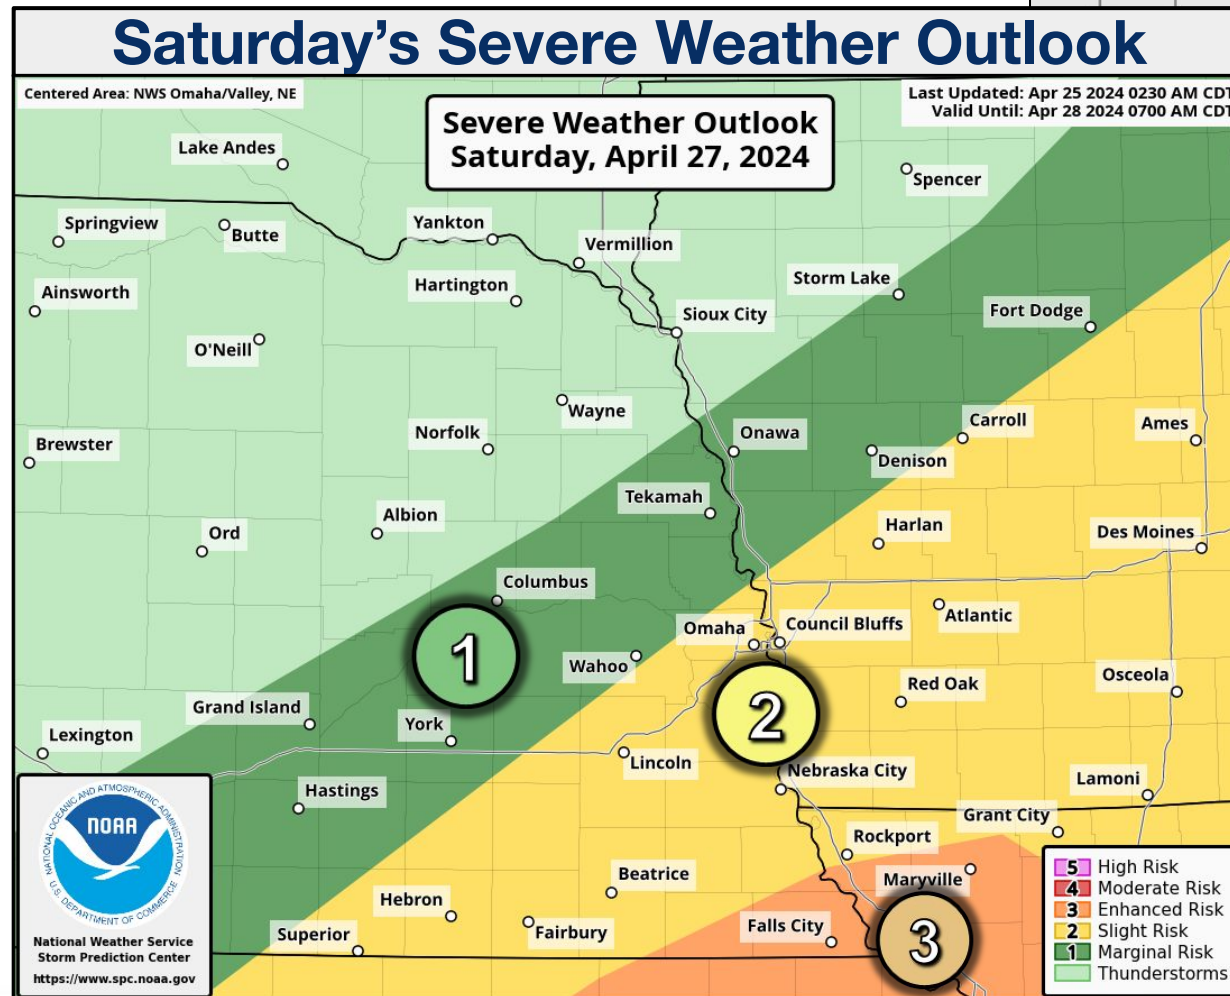 Saturday's Severe Weather Outlook
Centered Area: NWS Omaha/Valley, NE
Last Updated: Apr 25 2024 0230 AM CDT
Valid Until: Apr 28 2024 0700 AM CDT
Severe Weather Outlook
Saturday, April 27, 2024
Lake Andes
Spencer
Springview
Butte
Yankton
Vermillion
Ainsworth
Hartington
Storm Lake
Sioux City
Fort Dodge
O'Neill
Wayne
Brewster
Norfolk
Onawa
Carroll
Ames
Denison
Tekamah
Ord
Albion
Harlan
Des Moines
Columbus
Atlantic
Omaha
Council Bluffs
1
Wahoo
Osceola
Red Oak
Grand Island
York
2
Lexington
Lincoln
Nebraska City
Lamoni
Hastings
Grant City
Rockport
Beatrice
Maryville
Hebron
Falls City
3
Superior
Fairbury
NATIONAL OCEANIC AND ATMOSPHERIC ADMINISTRATION
NOAA
U.S. DEPARTMENT OF COMMERCE
National Weather Service
Storm Prediction Center
https://www.spc.noaa.gov
5 High Risk
4 Moderate Risk
3 Enhanced Risk
2 Slight Risk
1 Marginal Risk
Thunderstorms